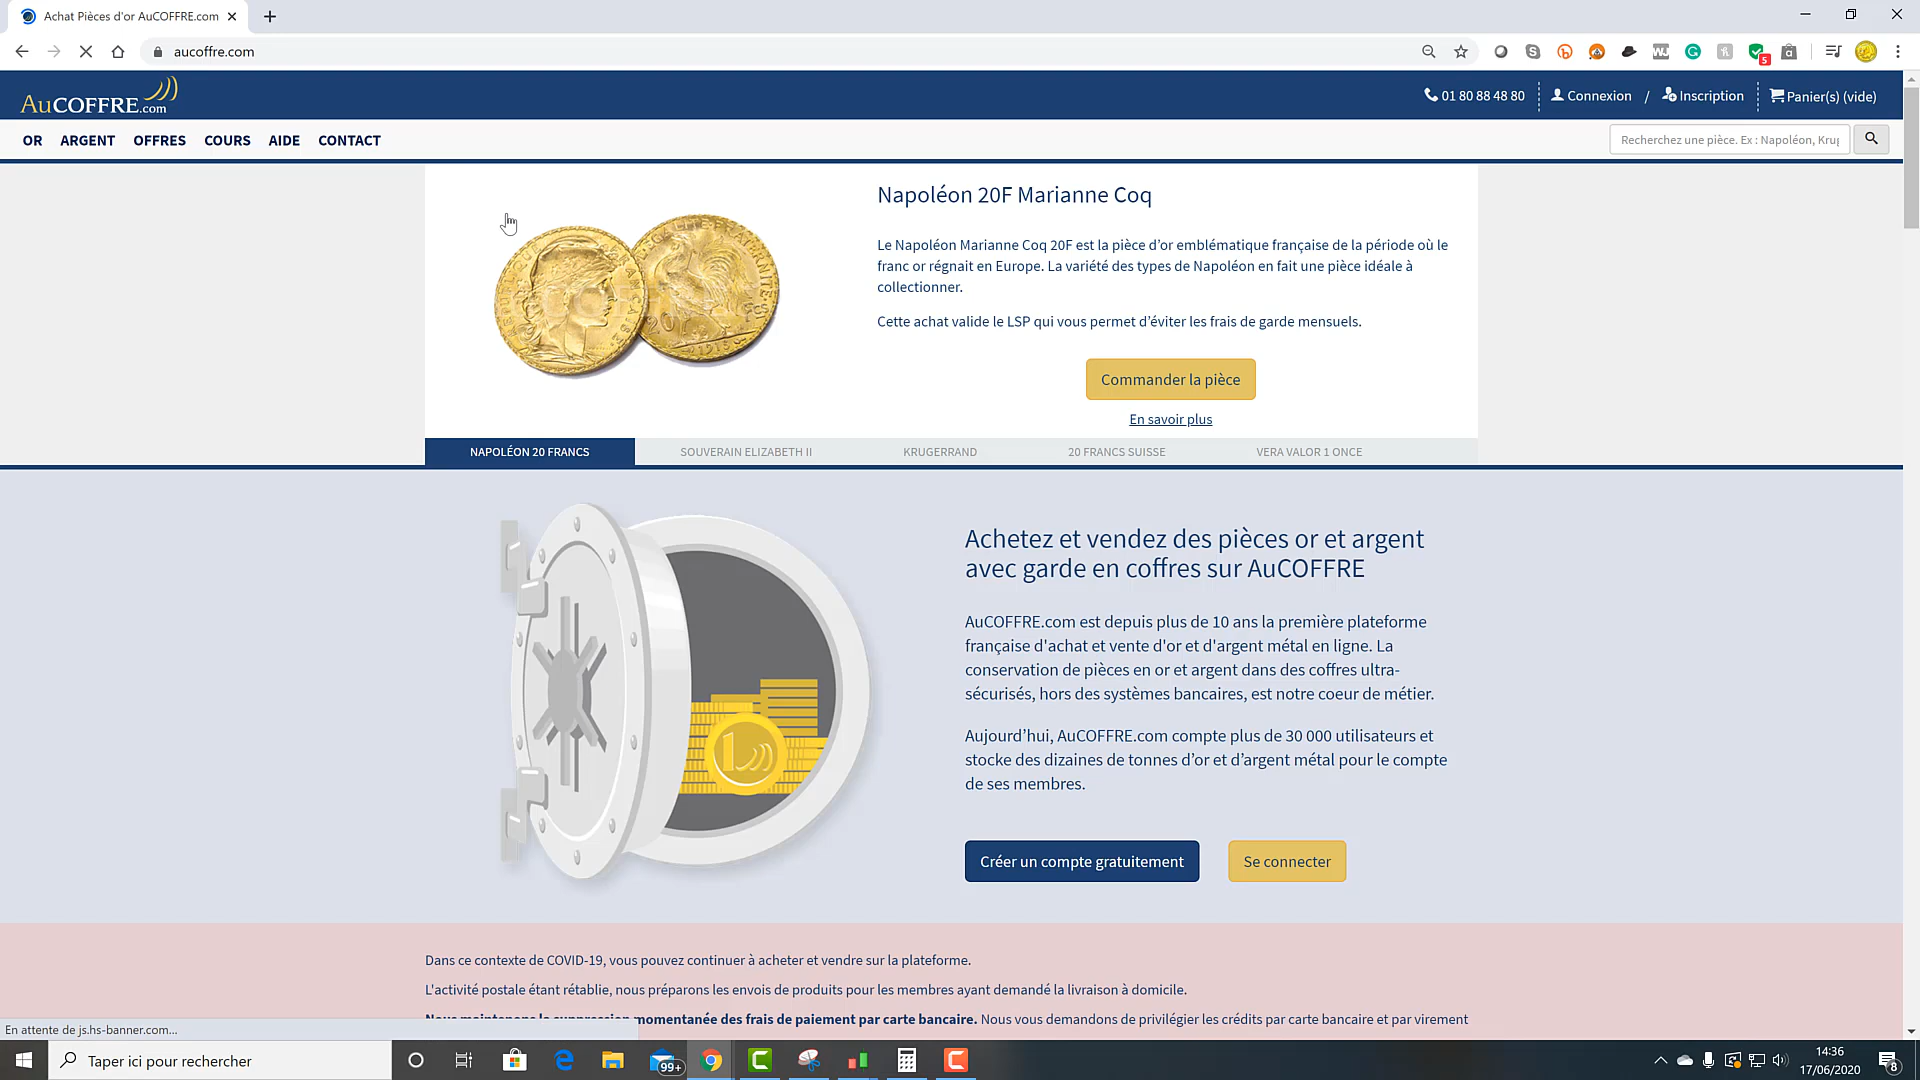 Achat Pièces d'or AuCOFFRE.com
aucoffre.com
5
AuCOFFRE.com
01 80 88 48 80
Connexion / Inscription
Panier(s) (vide)
OR ARGENT OFFRES COURS AIDE CONTACT
Recherchez une pièce. Ex : Napoléon, Kru
Napoléon 20F Marianne Coq
Le Napoléon Marianne Coq 20F est la pièce d’or emblématique française de la période où le
franc or régnait en Europe. La variété des types de Napoléon en fait une pièce idéale à
collectionner.
Cette achat valide le LSP qui vous permet d’éviter les frais de garde mensuels.
Commander la pièce
En savoir plus
NAPOLÉON 20 FRANCS
SOUVERAIN ELIZABETH II
KRUGERRAND
20 FRANCS SUISSE
VERA VALOR 1 ONCE
Achetez et vendez des pièces or et argent
avec garde en coffres sur AuCOFFRE
AuCOFFRE.com est depuis plus de 10 ans la première plateforme
française d'achat et vente d'or et d'argent métal en ligne. La
conservation de pièces en or et argent dans des coffres ultra-
sécurisés, hors des systèmes bancaires, est notre coeur de métier.
Aujourd’hui, AuCOFFRE.com compte plus de 30 000 utilisateurs et
stocke des dizaines de tonnes d’or et d’argent métal pour le compte
de ses membres.
Créer un compte gratuitement
Se connecter
Dans ce contexte de COVID-19, vous pouvez continuer à acheter et vendre sur la plateforme.
L'activité postale étant rétablie, nous préparons les envois de produits pour les membres ayant demandé la livraison à domicile.
Nous maintenons la suppression momentanée des frais de paiement par carte bancaire. Nous vous demandons de privilégier les crédits par carte bancaire et par virement
En attente de js.hs-banner.com...
Taper ici pour rechercher
99+
14:36
17/06/2020
8